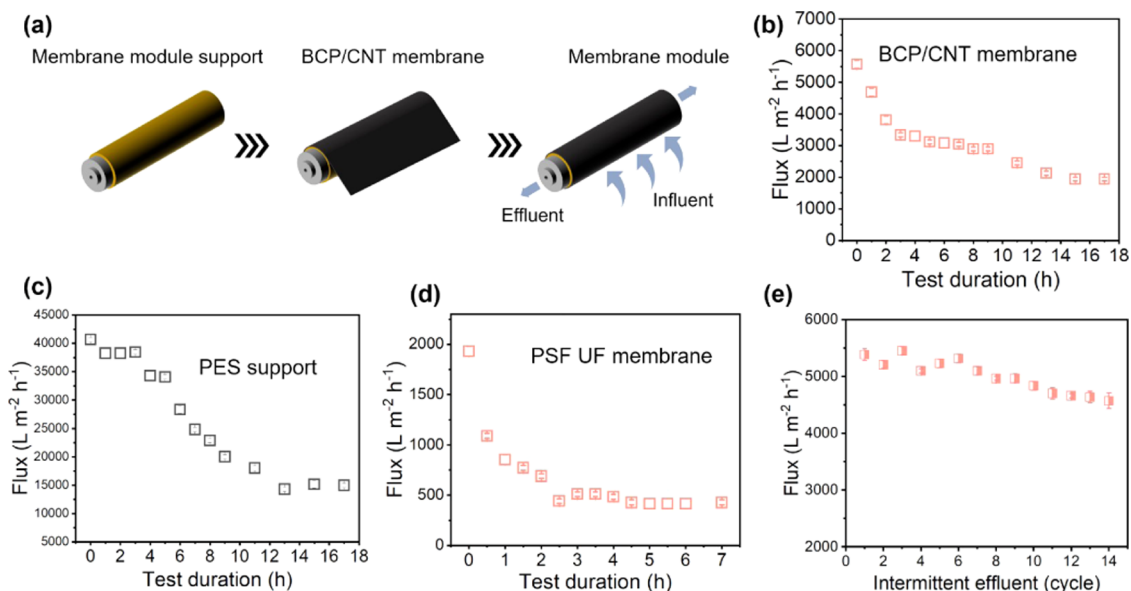 (a)
Membrane module support
BCP/CNT membrane
Membrane module
Effluent
Influent
(b)
BCP/CNT membrane
Flux (L m⁻² h⁻¹)
7000
6000
5000
4000
3000
2000
1000
0
0 2 4 6 8 10 12 14 16 18
Test duration (h)
(c)
PES support
Flux (L m⁻² h⁻¹)
45000
40000
35000
30000
25000
20000
15000
10000
5000
0 2 4 6 8 10 12 14 16 18
Test duration (h)
(d)
PSF UF membrane
Flux (L m⁻² h⁻¹)
2000
1500
1000
500
0
0 1 2 3 4 5 6 7
Test duration (h)
(e)
Flux (L m⁻² h⁻¹)
6000
5000
4000
2000
0 2 4 6 8 10 12 14
Intermittent effluent (cycle)